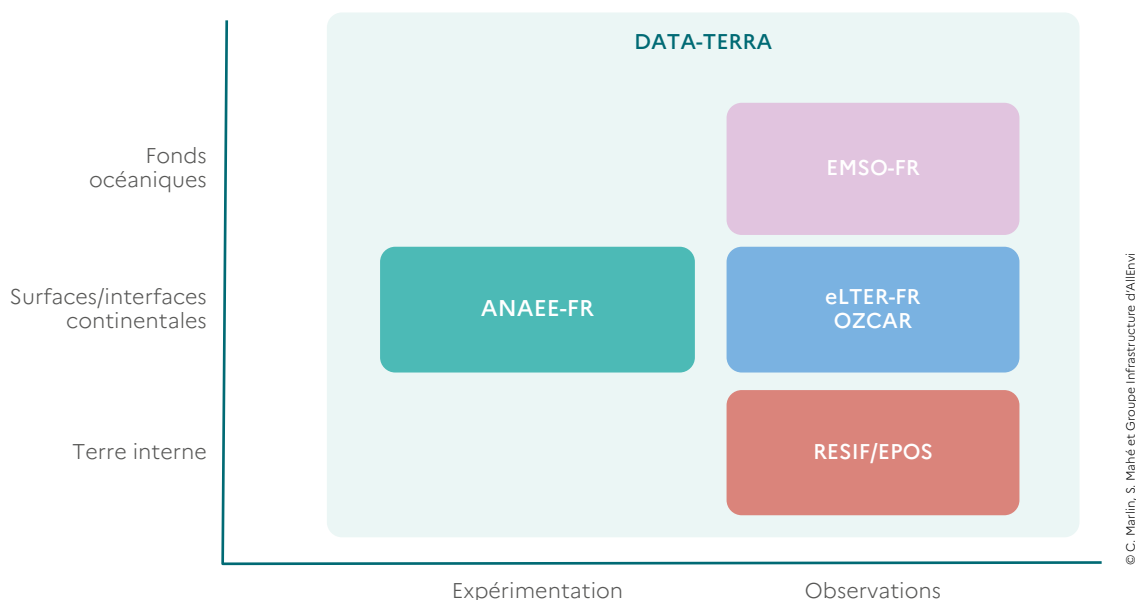 DATA-TERRA
Fonds
océaniques
EMSO-FR
Surfaces/interfaces
continentales
ANAEE-FR
eLTER-FR
OZCAR
Terre interne
RESIF/EPOS
Expérimentation
Observations
© C. Marlin, S. Mahé et Groupe Infrastructure d'AllEnvi